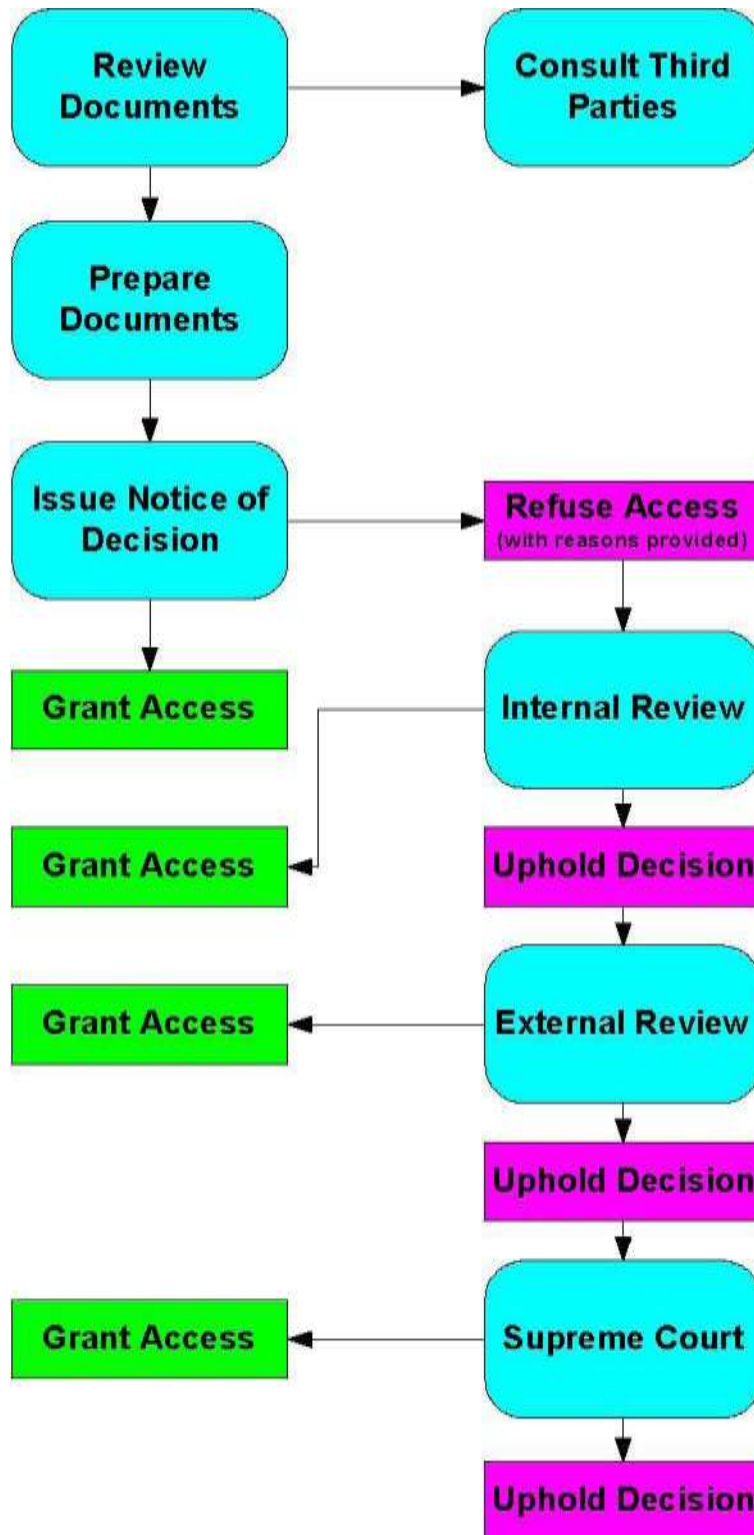 Review
Documents
Consult Third
Parties
Prepare
Documents
Issue Notice of
Decision
Refuse Access
(with reasons provided)
Grant Access
Internal Review
Grant Access
Uphold Decision
Grant Access
External Review
Uphold Decision
Grant Access
Supreme Court
Uphold Decision